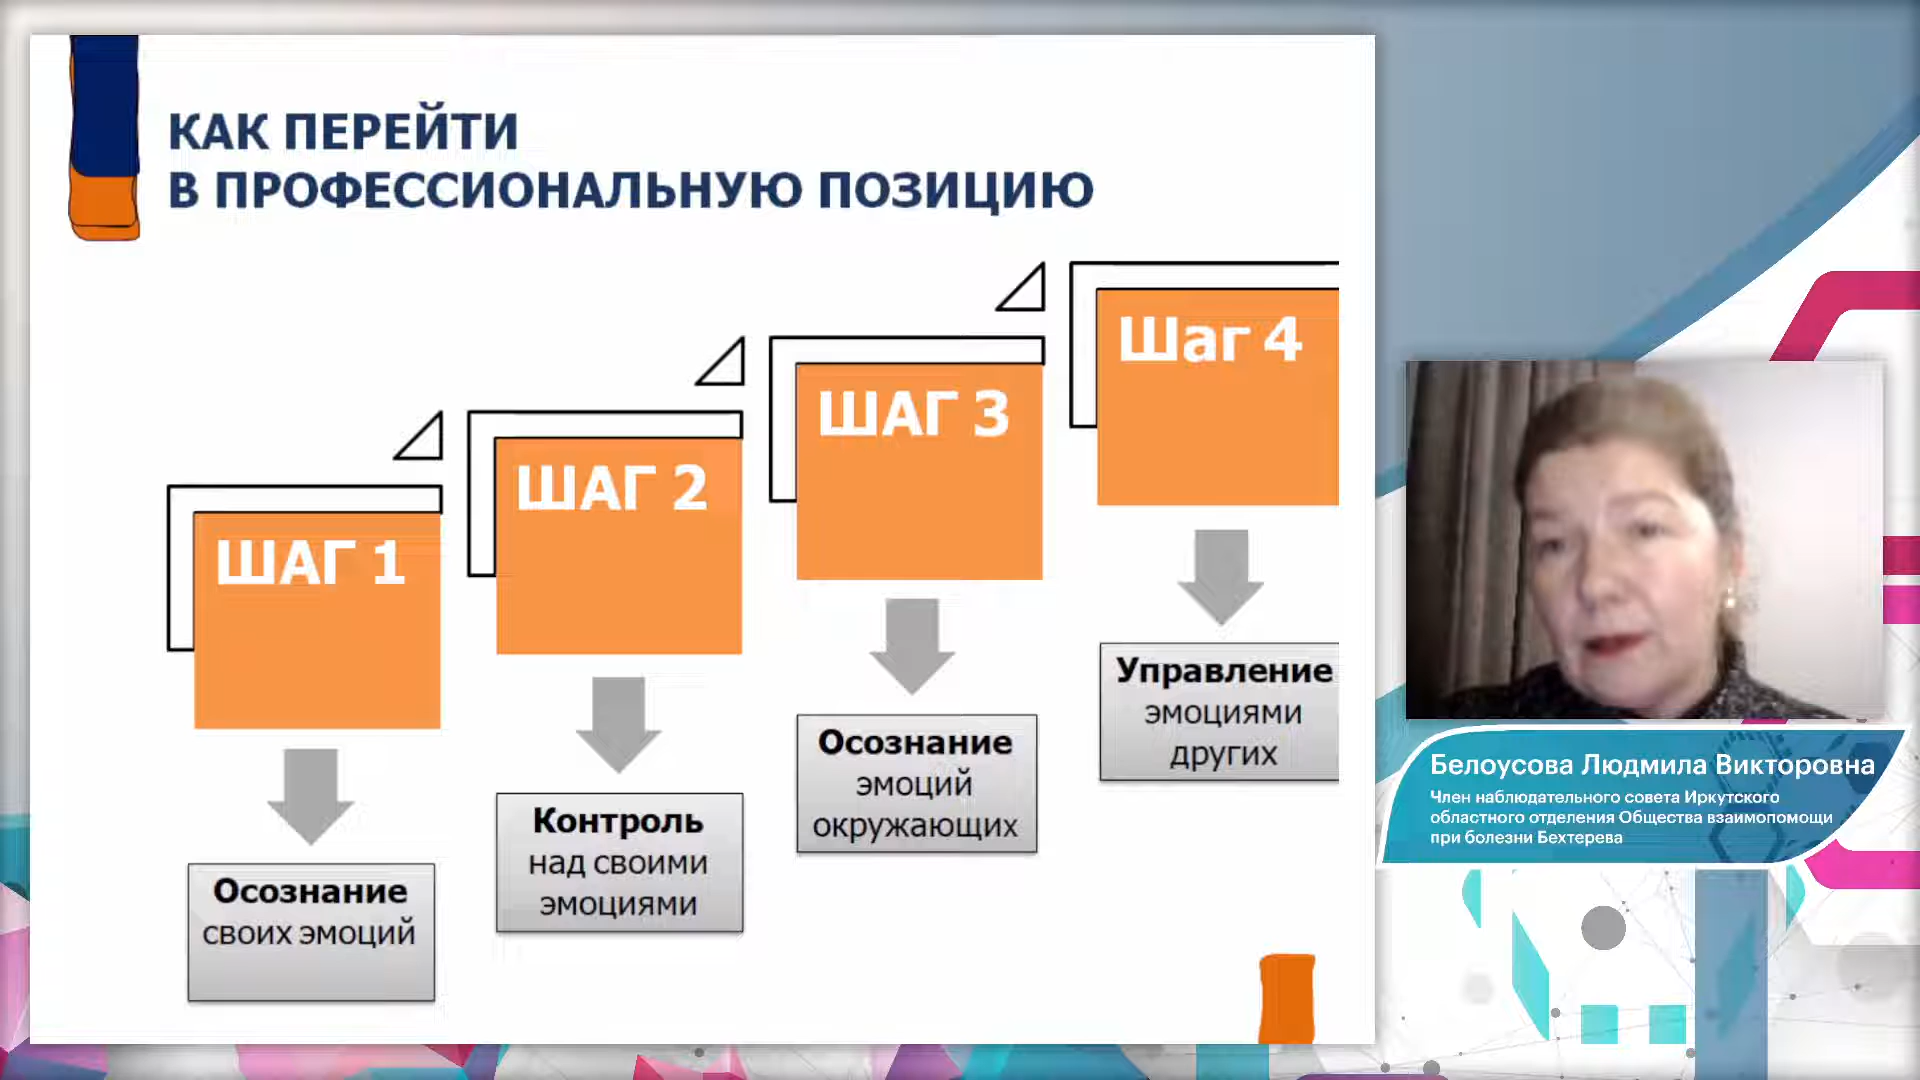 КАК ПЕРЕЙТИ
В ПРОФЕССИОНАЛЬНУЮ ПОЗИЦИЮ
ШАГ 1
Осознание
своих эмоций
ШАГ 2
Контроль
над своими
эмоциями
ШАГ 3
Осознание
эмоций
окружающих
Шаг 4
Управление
эмоциями
других
Белоусова Людмила Викторовна
Член наблюдательного совета Иркутского
областного отделения Общества взаимопомощи
при болезни Бехтерева